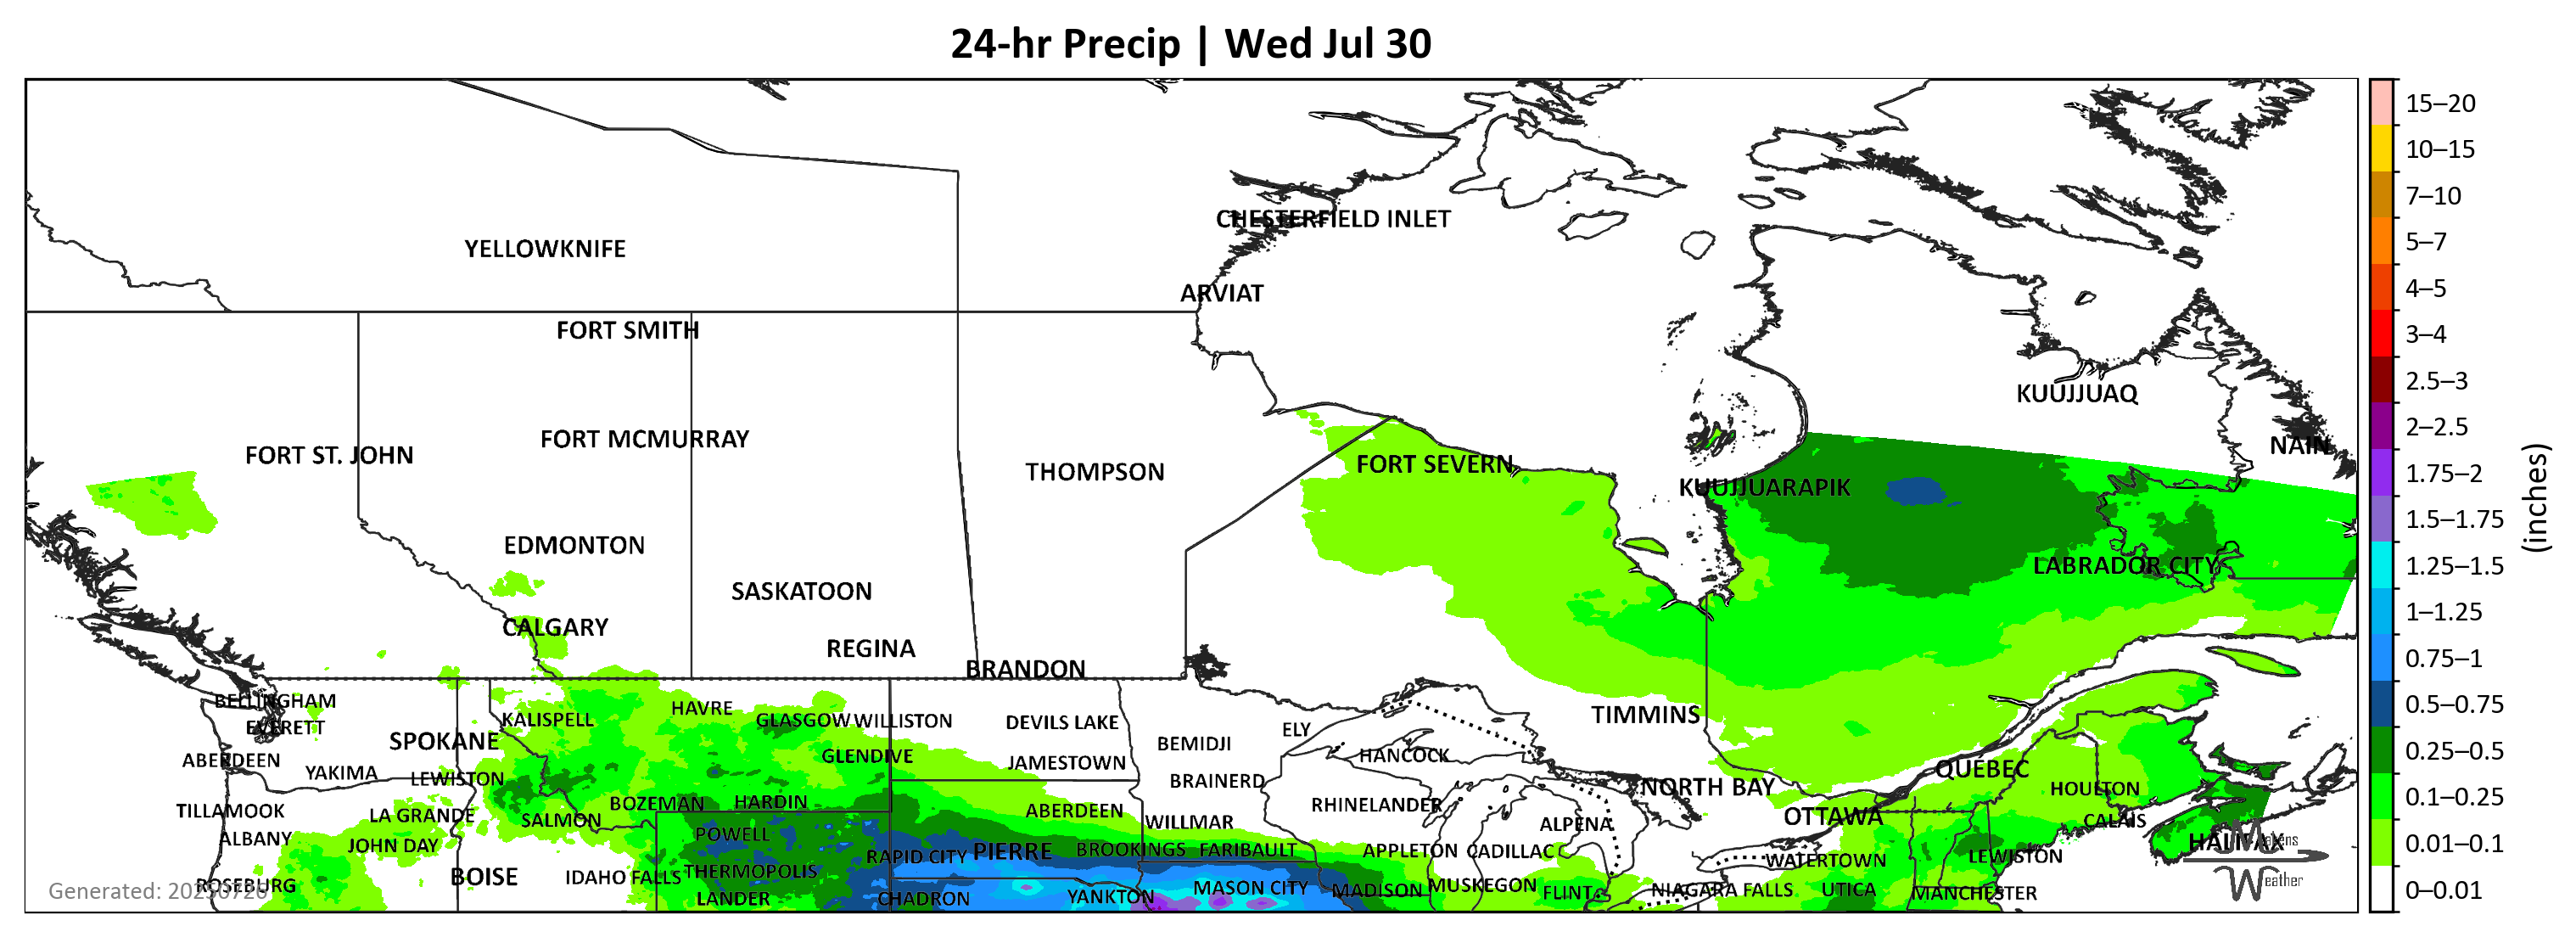 24-hr Precip | Wed Jul 30
YELLOWKNIFE
CHESTERFIELD INLET
ARVIAT
FORT SMITH
KUUJJUAQ
FORT MCMURRAY
NAIN
FORT ST. JOHN
FORT SEVERN
THOMPSON
KUUJJUARAPIK
EDMONTON
LABRADOR CITY
SASKATOON
CALGARY
REGINA
BRANDON
BELLINGHAM
HAVRE
TIMMINS
KALISPELL
GLASGOW
WILLISTON
DEVILS LAKE
EVERETT
ELY
SPOKANE
BEMIDJI
HANCOCK
GLENDIVE
ABERDEEN
JAMESTOWN
QUÉBEC
YAKIMA
LEWISTON
BRAINERD
NORTH BAY
HOULTON
BOZEMAN
HARDIN
RHINELANDER
TILLAMOOK
LA GRANDE
SALMON
ABERDEEN
WILLMAR
OTTAWA
CALAIS
ALPENA
ALBANY
POWELL
JOHN DAY
HALIFAX
RAPID CITY
PIERRE
BROOKINGS
FARIBAULT
APPLETON
CADILLAC
WATERTOWN
LEWISTON
BOISE
IDAHO FALLS
THERMOPOLIS
ROSEBURG
MASON CITY
MADISON
MUSKEGON
FLINT
NIAGARA FALLS
UTICA
MANCHESTER
LANDER
CHADRON
YANKTON
Weather
15–20
10–15
7–10
5–7
4–5
3–4
2.5–3
2–2.5
1.75–2
1.5–1.75
1.25–1.5
1–1.25
0.75–1
0.5–0.75
0.25–0.5
0.1–0.25
0.01–0.1
0–0.01
(inches)
Generated: